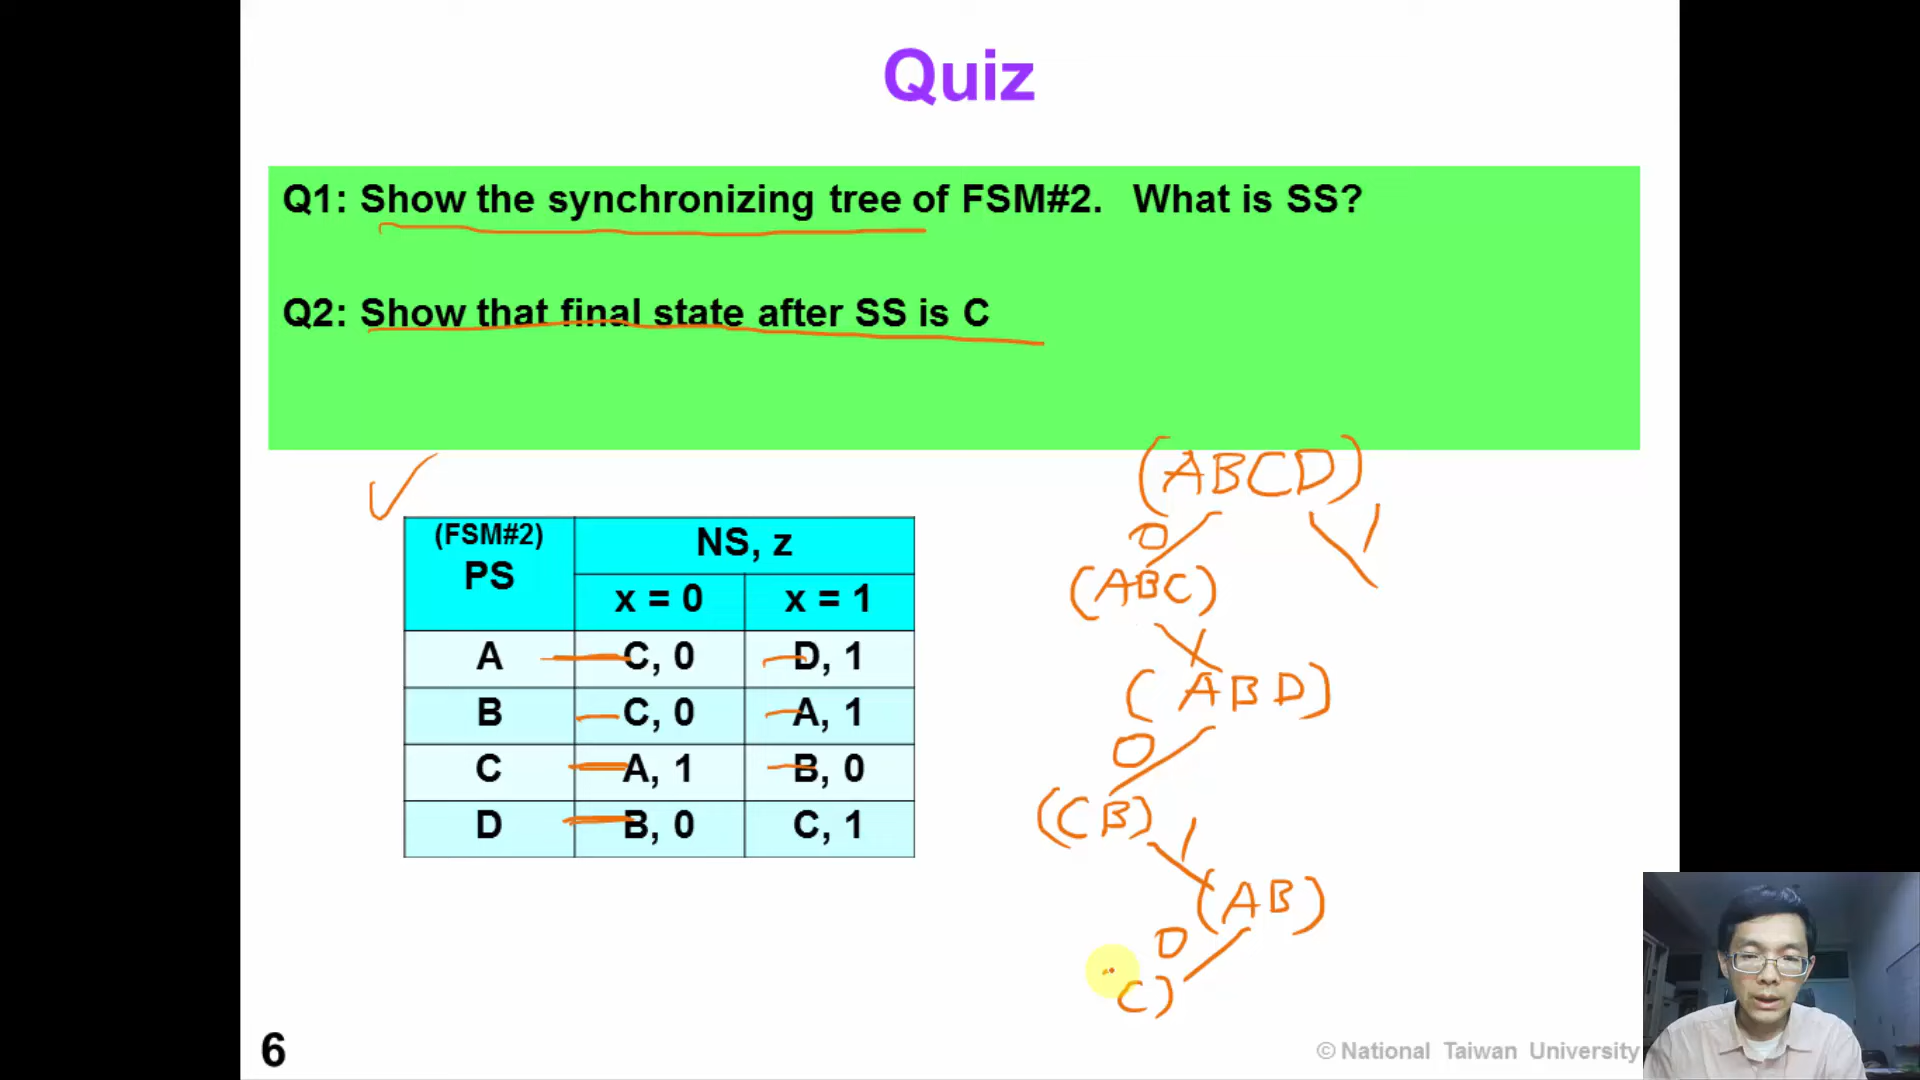 Quiz
Q1: Show the synchronizing tree of FSM#2. What is SS?
Q2: Show that final state after SS is C
(FSM#2)
PS
NS, z
x = 0
x = 1
A
C, 0
D, 1
B
C, 0
A, 1
C
A, 1
B, 0
D
B, 0
C, 1
(ABCD)
0
1
(ABC)
1
(ABD)
0
(CB)
1
(AB)
0
C)
6
© National Taiwan University